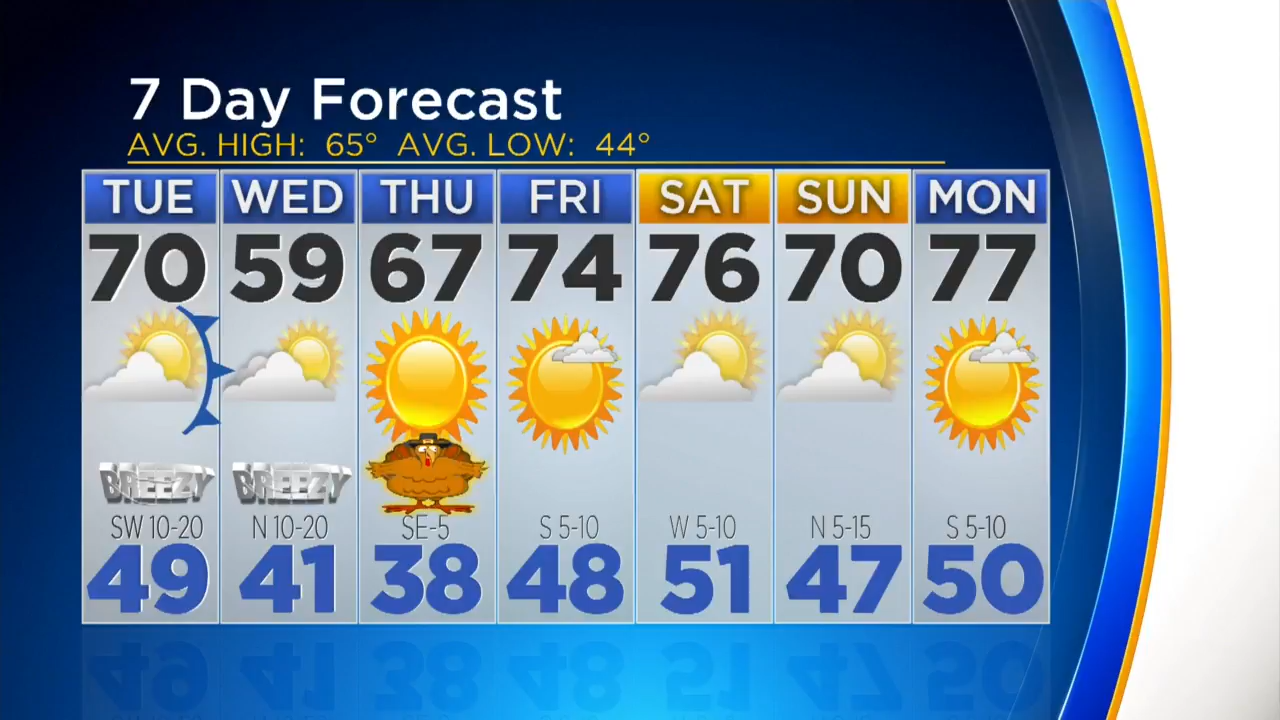 7 Day Forecast
AVG. HIGH: 65° AVG. LOW: 44°
TUE WED THU FRI SAT SUN MON
70 59 67 74 76 70 77
BREEZY BREEZY
SW 10-20 N 10-20 SE-5 S 5-10 W 5-10 N 5-15 S 5-10
49 41 38 48 51 47 50